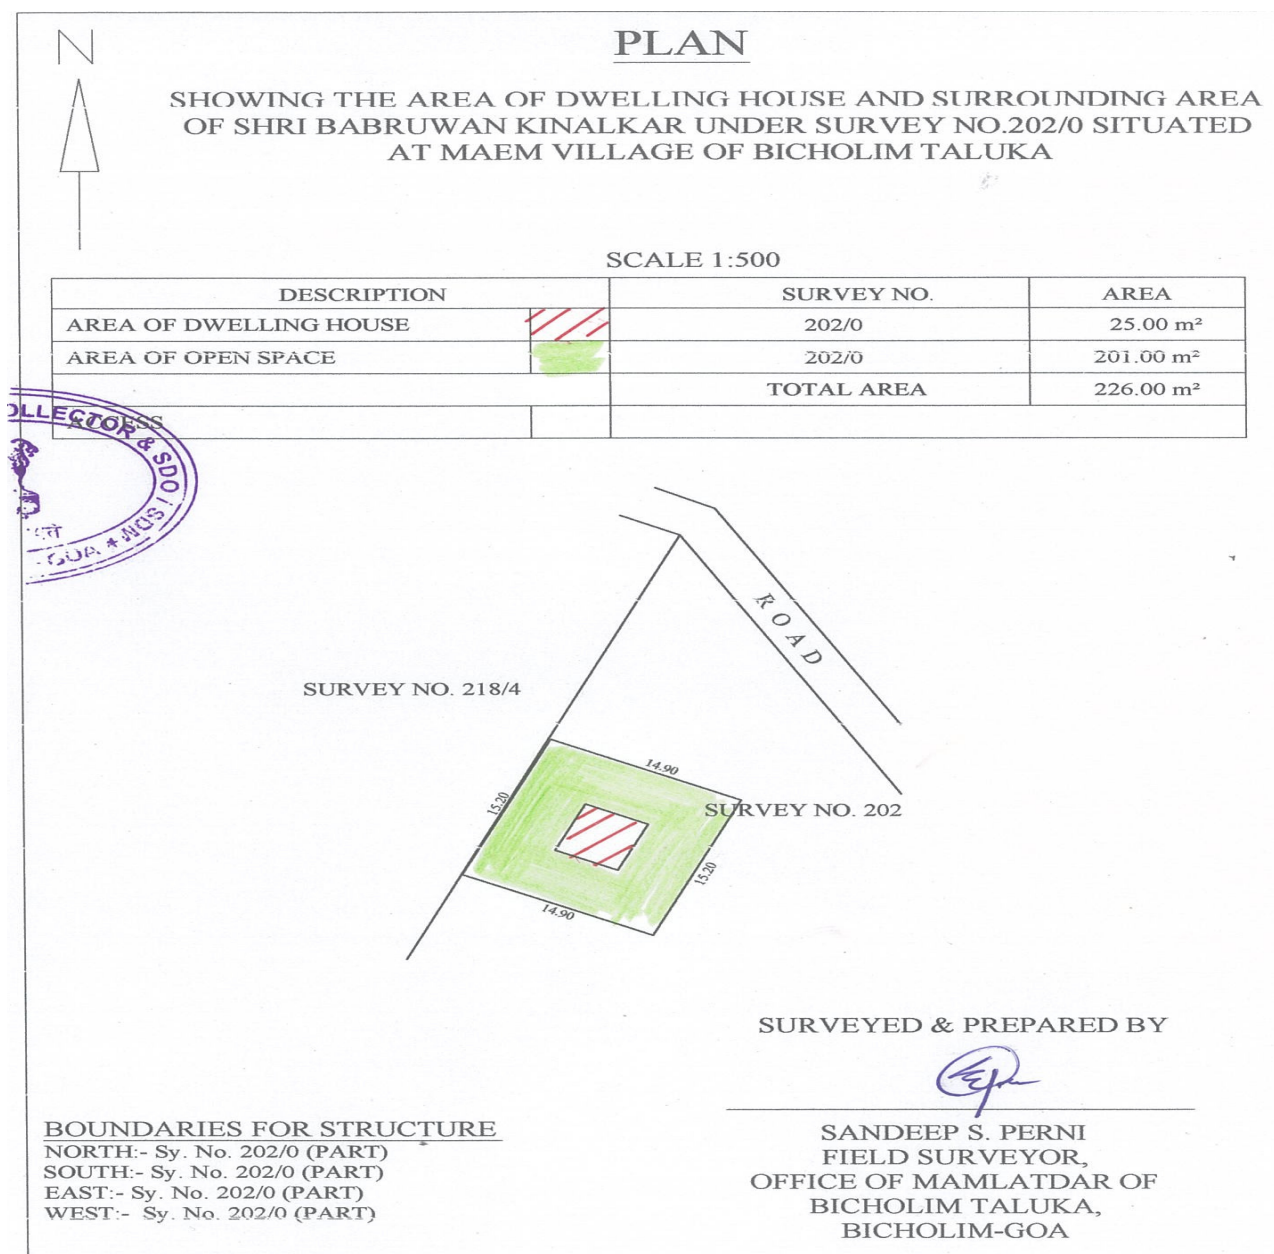 N
PLAN
SHOWING THE AREA OF DWELLING HOUSE AND SURROUNDING AREA
OF SHRI BABRUWAN KINALKAR UNDER SURVEY NO.202/0 SITUATED
AT MAEM VILLAGE OF BICHOLIM TALUKA
SCALE 1:500
DESCRIPTION SURVEY NO. AREA
AREA OF DWELLING HOUSE 202/0 25.00 m²
AREA OF OPEN SPACE 202/0 201.00 m²
TOTAL AREA 226.00 m²
ACCESS
OLLECTOR & SDO / SDM * GOA
ROAD
SURVEY NO. 218/4
14.90
15.20
SURVEY NO. 202
15.20
14.90
SURVEYED & PREPARED BY
SANDEEP S. PERNI
FIELD SURVEYOR,
OFFICE OF MAMLATDAR OF
BICHOLIM TALUKA,
BICHOLIM-GOA
BOUNDARIES FOR STRUCTURE
NORTH:- Sy. No. 202/0 (PART)
SOUTH:- Sy. No. 202/0 (PART)
EAST:- Sy. No. 202/0 (PART)
WEST:- Sy. No. 202/0 (PART)